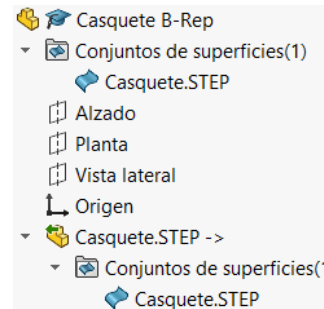 Casquete B-Rep
Conjuntos de superficies(1)
Casquete.STEP
Alzado
Planta
Vista lateral
Origen
Casquete.STEP ->
Conjuntos de superficies(1
Casquete.STEP